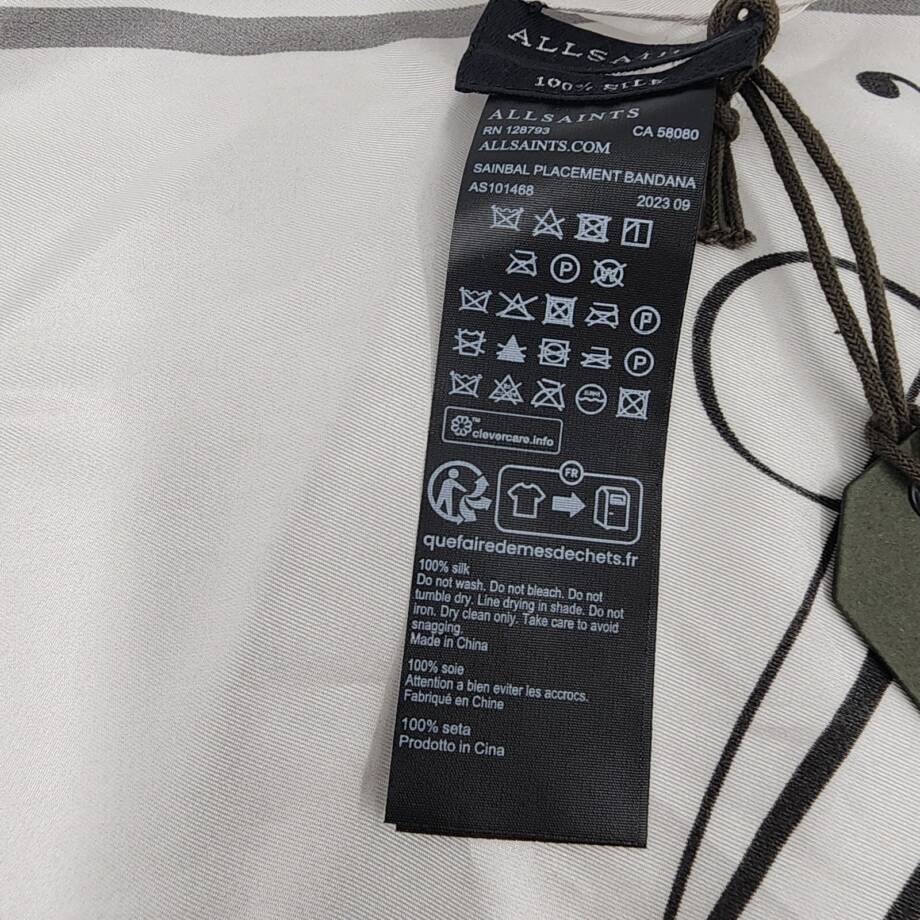 ALLSAINTS
100% SILK
ALLSAINTS
RN 128793 CA 58080
ALLSAINTS.COM
SAINBAL PLACEMENT BANDANA
AS101468 2023 09
P
W
P
P
clevercare.info
FR
quefairedemesdechets.fr
100% silk
Do not wash. Do not bleach. Do not
tumble dry. Line drying in shade. Do not
iron. Dry clean only. Take care to avoid
snagging.
Made in China
100% soie
Attention a bien eviter les accrocs.
Fabriqué en Chine
100% seta
Prodotto in Cina